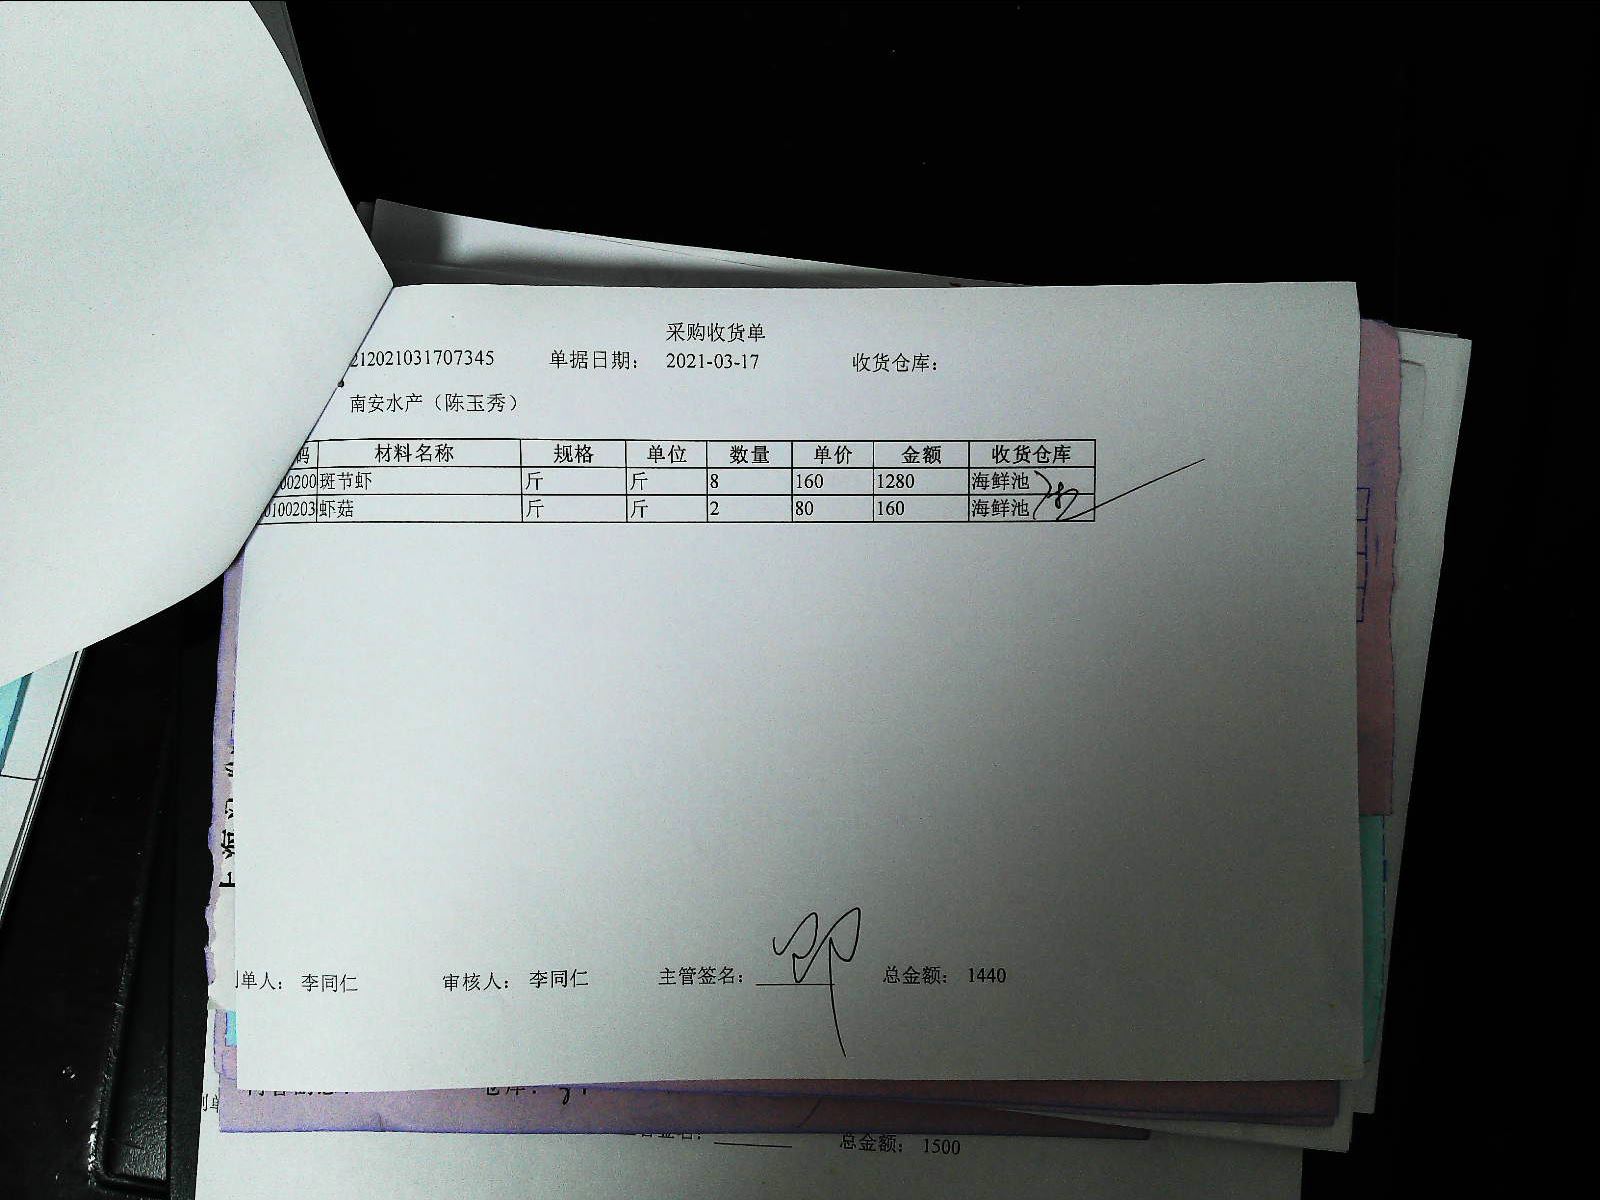 采购收货单
212021031707345 单据日期: 2021-03-17 收货仓库:
南安水产（陈玉秀）
码 材料名称 规格 单位 数量 单价 金额 收货仓库
00200 斑节虾 斤 斤 8 160 1280 海鲜池
0100203 虾菇 斤 斤 2 80 160 海鲜池
单人: 李同仁 审核人: 李同仁 主管签名: 总金额: 1440
总金额: 1500